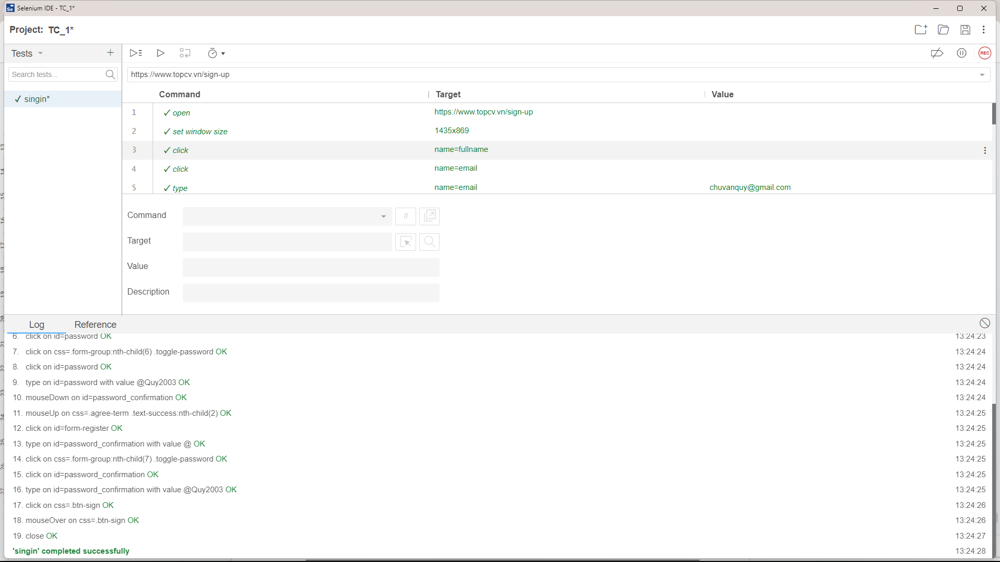 Selenium IDE - TC_1*
Project: TC_1*
Tests
Search tests...
https://www.topcv.vn/sign-up
✓ singin*
Command Target Value
1 ✓ open https://www.topcv.vn/sign-up
2 ✓ set window size 1435x869
3 ✓ click name=fullname
4 ✓ click name=email
5 ✓ type name=email chuvanquy@gmail.com
Command //
Target
Value
Description
Log Reference
6. click on id=password OK 13:24:23
7. click on css=.form-group:nth-child(6) .toggle-password OK 13:24:24
8. click on id=password OK 13:24:24
9. type on id=password with value @Quy2003 OK 13:24:24
10. mouseDown on id=password_confirmation OK 13:24:24
11. mouseUp on css=.agree-term .text-success:nth-child(2) OK 13:24:25
12. click on id=form-register OK 13:24:25
13. type on id=password_confirmation with value @ OK 13:24:25
14. click on css=.form-group:nth-child(7) .toggle-password OK 13:24:25
15. click on id=password_confirmation OK 13:24:25
16. type on id=password_confirmation with value @Quy2003 OK 13:24:25
17. click on css=.btn-sign OK 13:24:26
18. mouseOver on css=.btn-sign OK 13:24:26
19. close OK 13:24:27
'singin' completed successfully 13:24:28
REC